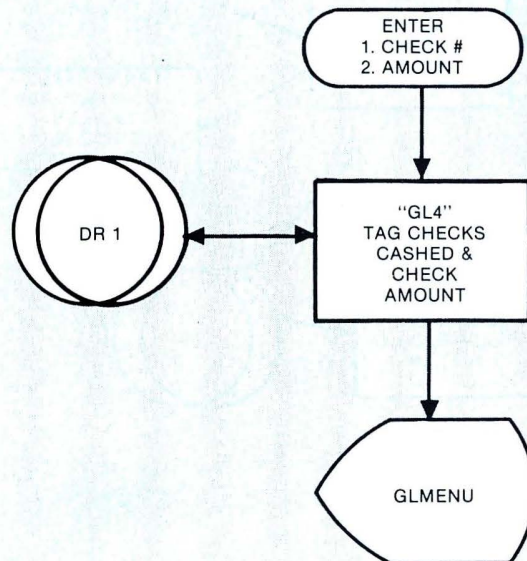 ENTER
1. CHECK #
2. AMOUNT
DR 1
"GL4"
TAG CHECKS
CASHED &
CHECK
AMOUNT
GLMENU